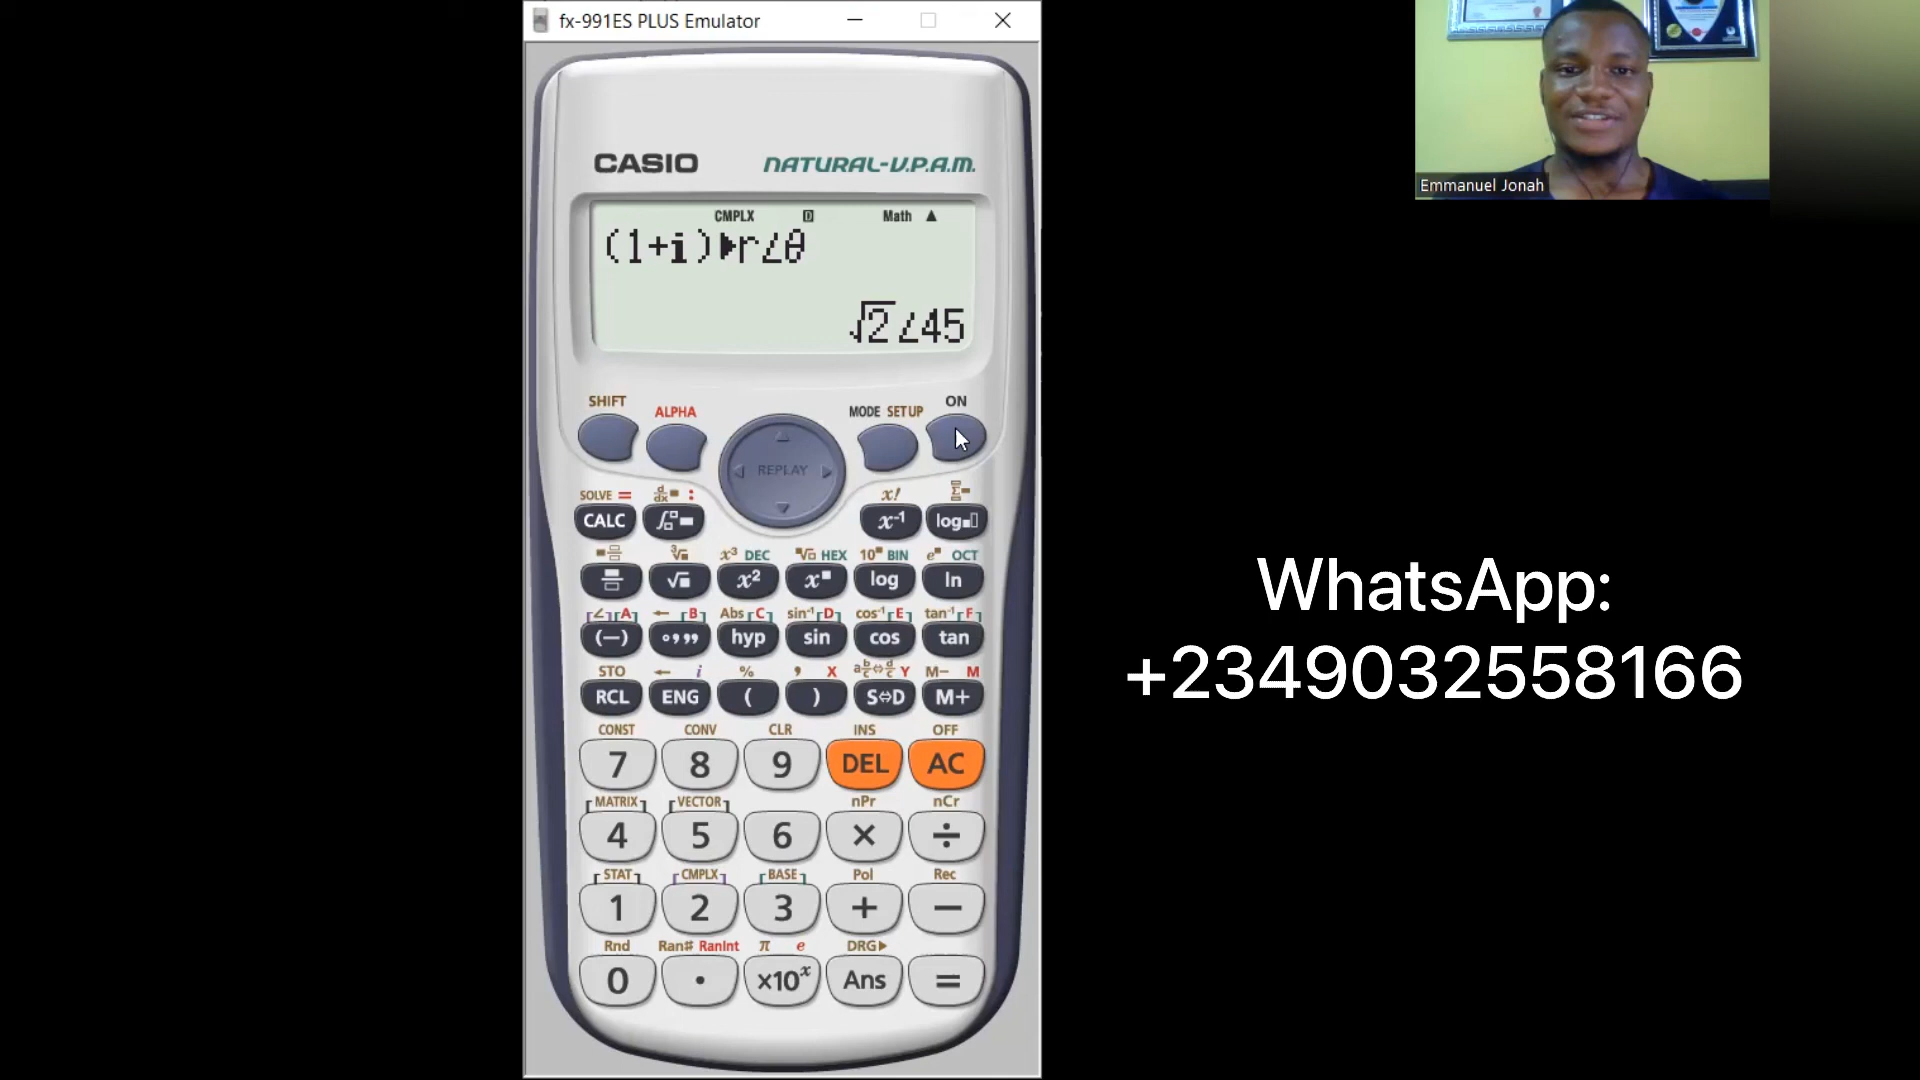 fx-991ES PLUS Emulator
CASIO
NATURAL-V.P.A.M.
CMPLX D Math ▲
(1+i)▶r∠θ
√2∠45
SHIFT
ALPHA
MODE SETUP
ON
REPLAY
SOLVE =
d/dx :
x!
Σ
CALC
∫
x⁻¹
log
³√
x³ DEC
√ HEX
10 BIN
e OCT
√
x²
x
log
ln
∠ A
← B
Abs C
sin⁻¹ D
cos⁻¹ E
tan⁻¹ F
(−)
° ’ ’’
hyp
sin
cos
tan
STO
← i
%
, X
a b/c⇔d/c Y
M− M
RCL
ENG
(
)
S⇔D
M+
CONST
CONV
CLR
INS
OFF
7
8
9
DEL
AC
MATRIX
VECTOR
nPr
nCr
4
5
6
×
÷
STAT
CMPLX
BASE
Pol
Rec
1
2
3
+
−
Rnd
Ran# RanInt
π e
DRG▶
0
·
×10ˣ
Ans
=
Emmanuel Jonah
WhatsApp:
+2349032558166